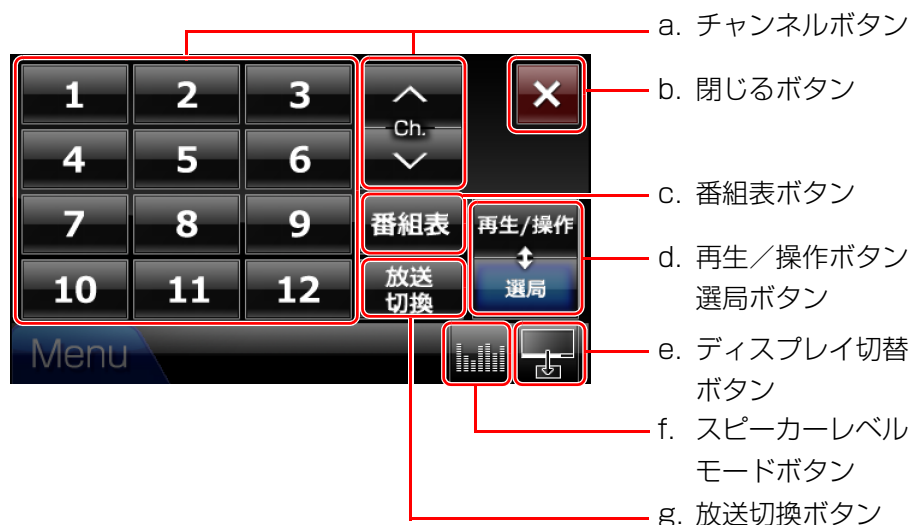 a. チャンネルボタン
1 2 3
Ch.
×
b. 閉じるボタン
4 5 6
c. 番組表ボタン
7 8 9
番組表
再生/操作
選局
d. 再生／操作ボタン
選局ボタン
10 11 12
放送
切換
Menu
e. ディスプレイ切替
ボタン
f. スピーカーレベル
モードボタン
g. 放送切換ボタン